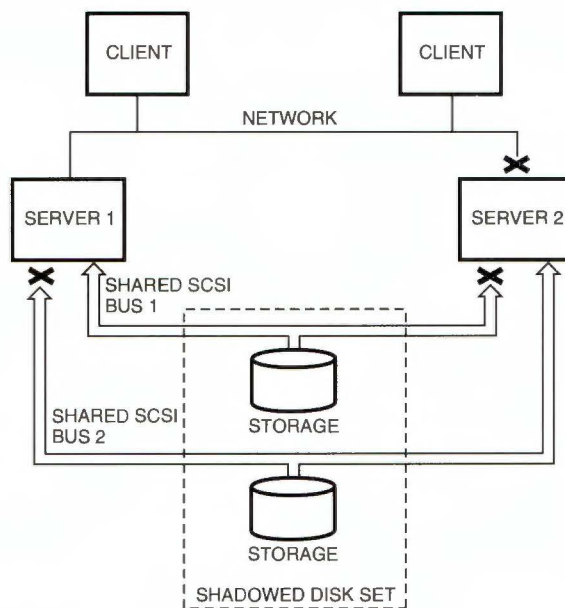 CLIENT
CLIENT
NETWORK
SERVER 1
SERVER 2
SHARED SCSI
BUS 1
STORAGE
SHARED SCSI
BUS 2
STORAGE
SHADOWED DISK SET